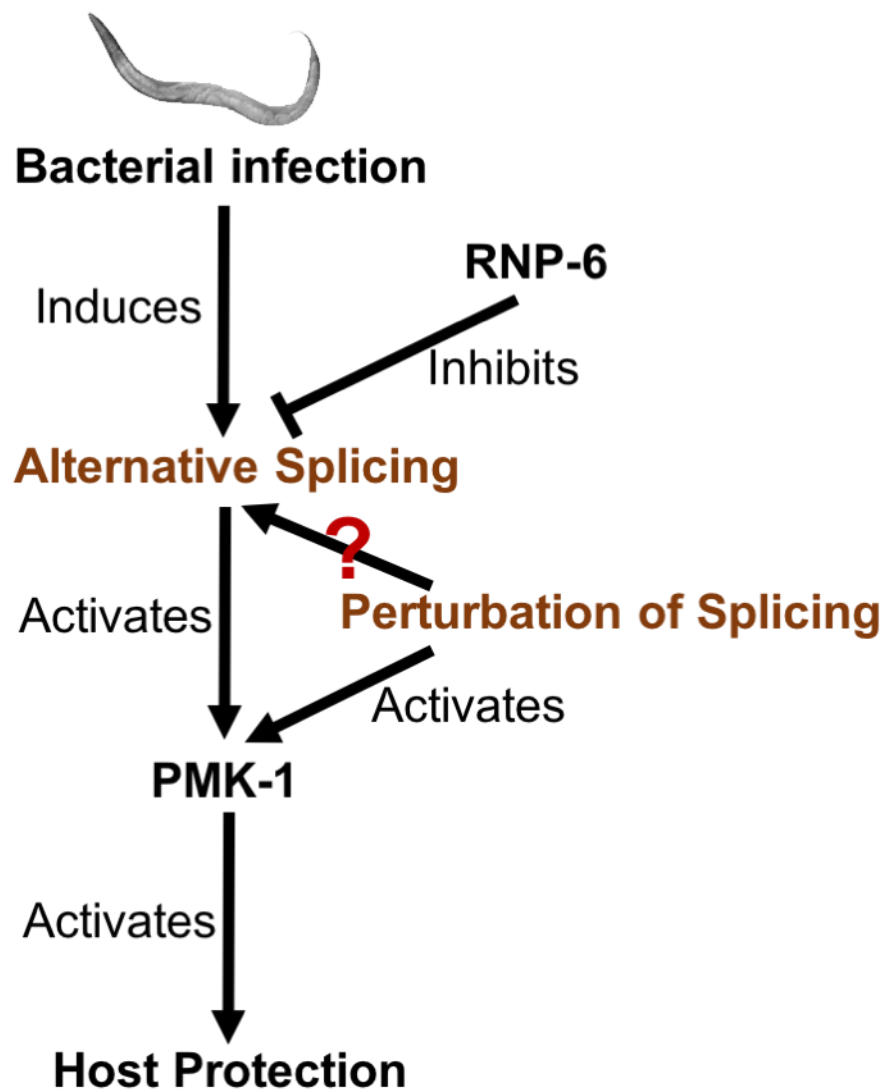 Bacterial infection
RNP-6
Induces
Inhibits
Alternative Splicing
?
Activates
Perturbation of Splicing
Activates
PMK-1
Activates
Host Protection